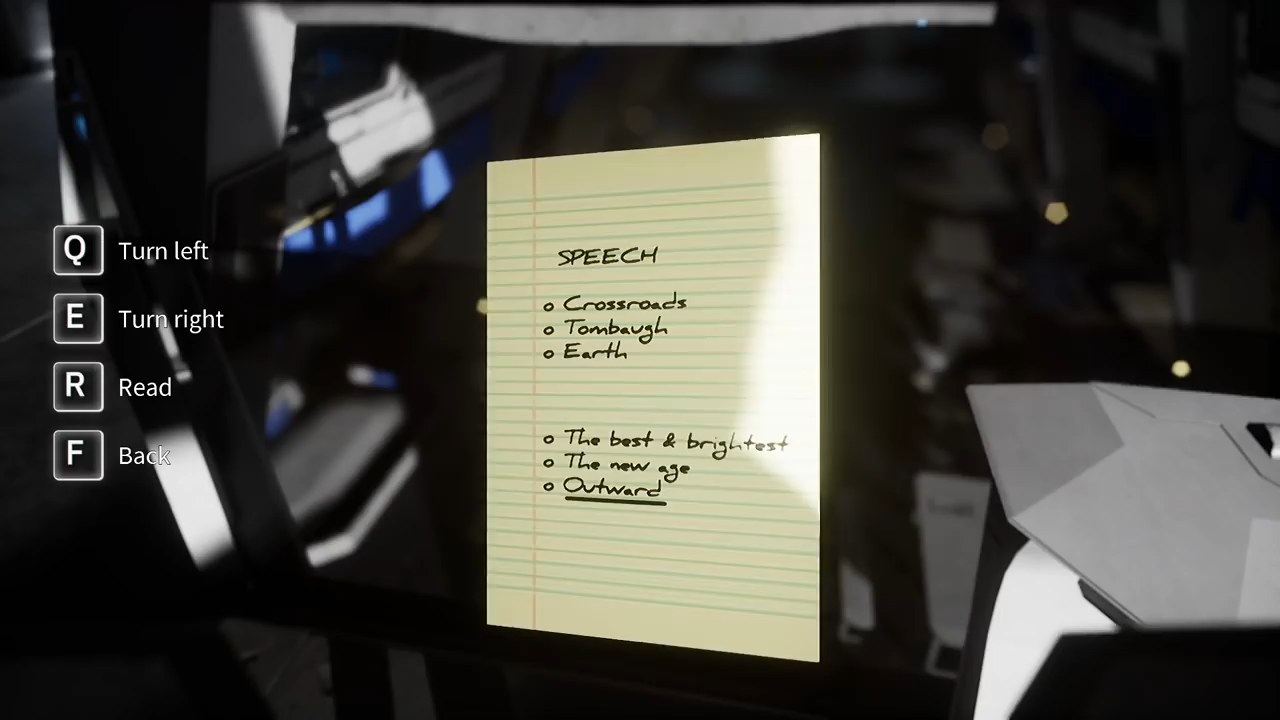 Q Turn left
E Turn right
R Read
F Back
SPEECH
o Crossroads
o Tombaugh
o Earth
o The best & brightest
o The new age
o Outward